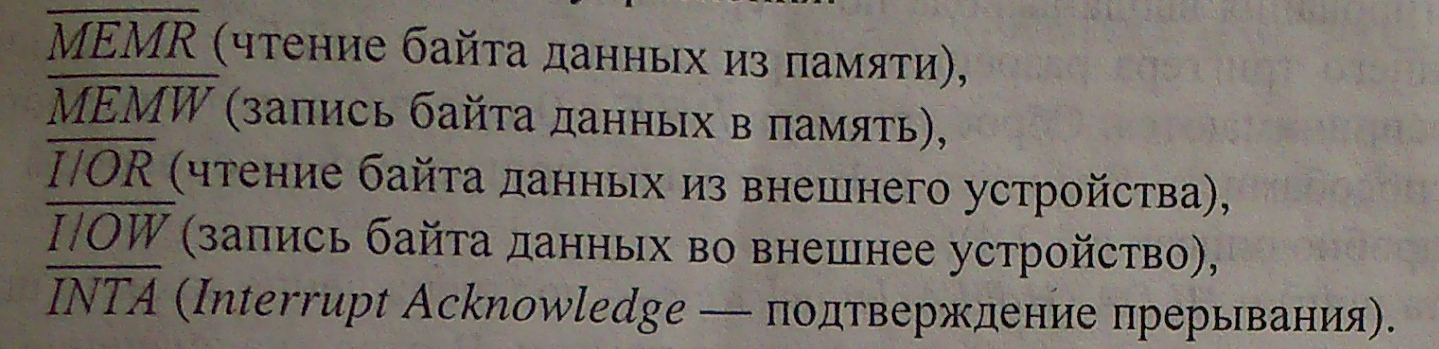 MEMR (чтение байта данных из памяти),
MEMW (запись байта данных в память),
I/OR (чтение байта данных из внешнего устройства),
I/OW (запись байта данных во внешнее устройство),
INTA (Interrupt Acknowledge — подтверждение прерывания).